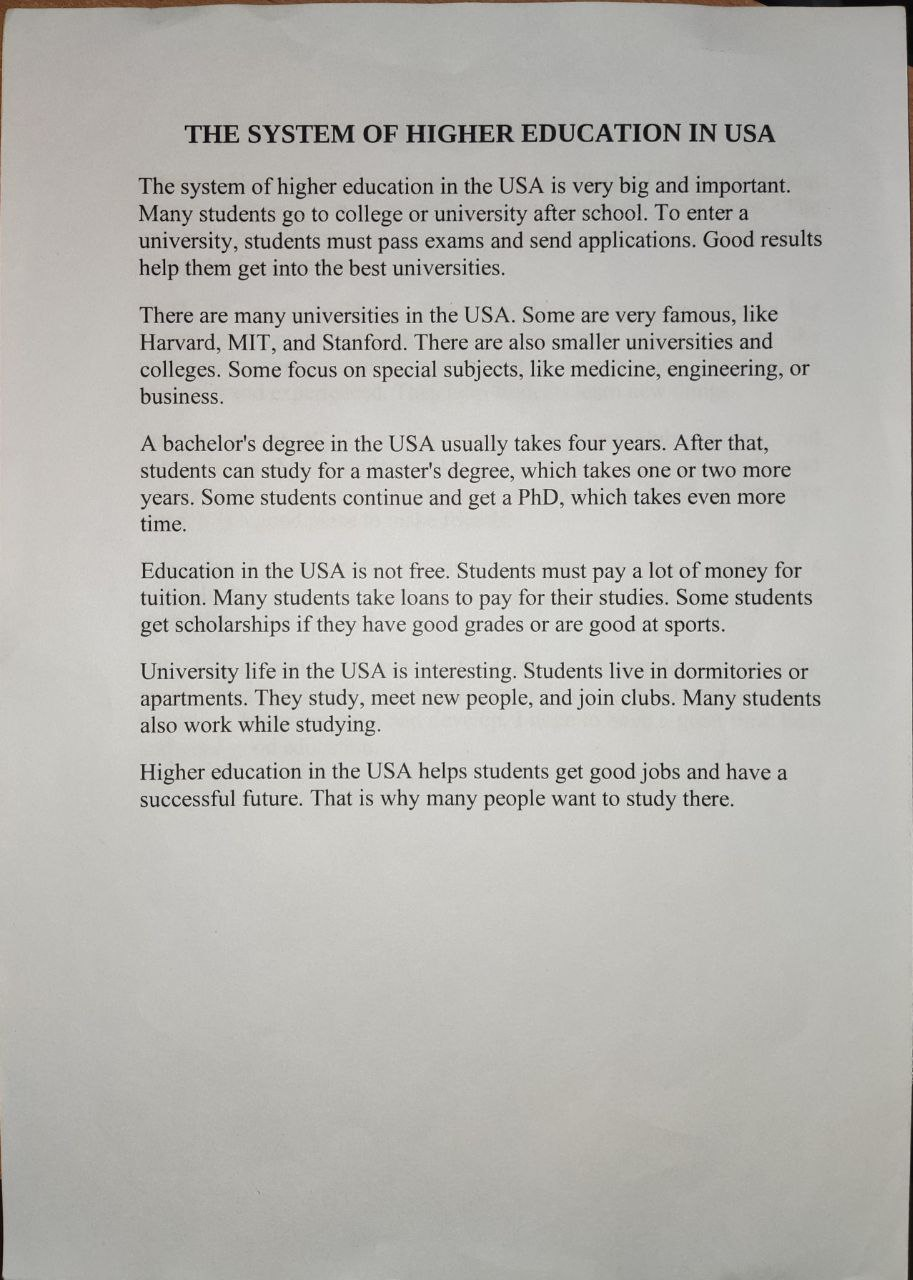 THE SYSTEM OF HIGHER EDUCATION IN USA
The system of higher education in the USA is very big and important.
Many students go to college or university after school. To enter a
university, students must pass exams and send applications. Good results
help them get into the best universities.
There are many universities in the USA. Some are very famous, like
Harvard, MIT, and Stanford. There are also smaller universities and
colleges. Some focus on special subjects, like medicine, engineering, or
business.
A bachelor's degree in the USA usually takes four years. After that,
students can study for a master's degree, which takes one or two more
years. Some students continue and get a PhD, which takes even more
time.
Education in the USA is not free. Students must pay a lot of money for
tuition. Many students take loans to pay for their studies. Some students
get scholarships if they have good grades or are good at sports.
University life in the USA is interesting. Students live in dormitories or
apartments. They study, meet new people, and join clubs. Many students
also work while studying.
Higher education in the USA helps students get good jobs and have a
successful future. That is why many people want to study there.